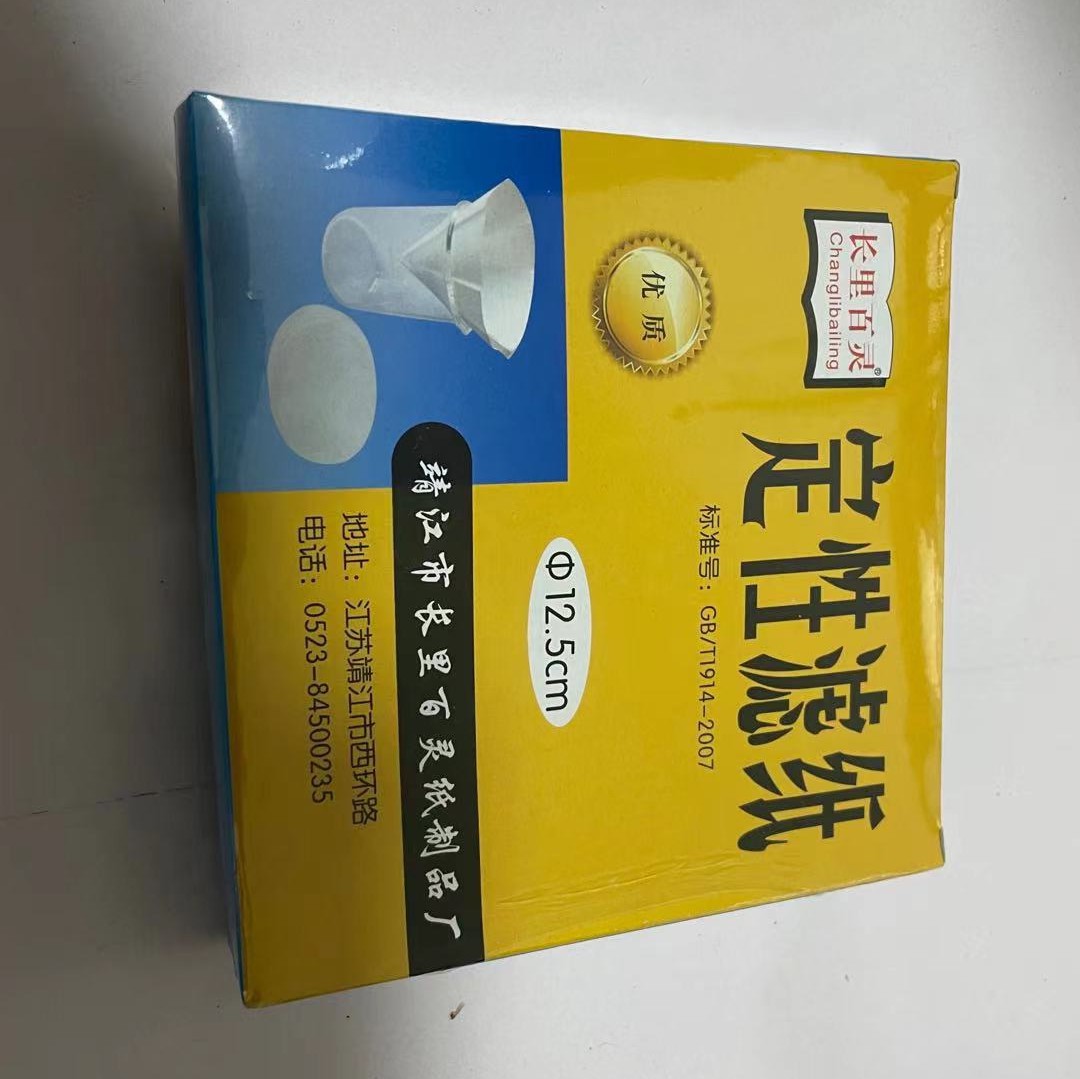 长里百灵®
Changlibailing
定性滤纸
标准号：GB/T1914-2007
优质
Φ12.5cm
靖江市长里百灵纸制品厂
地址：江苏靖江市西环路
电话：0523-84500235